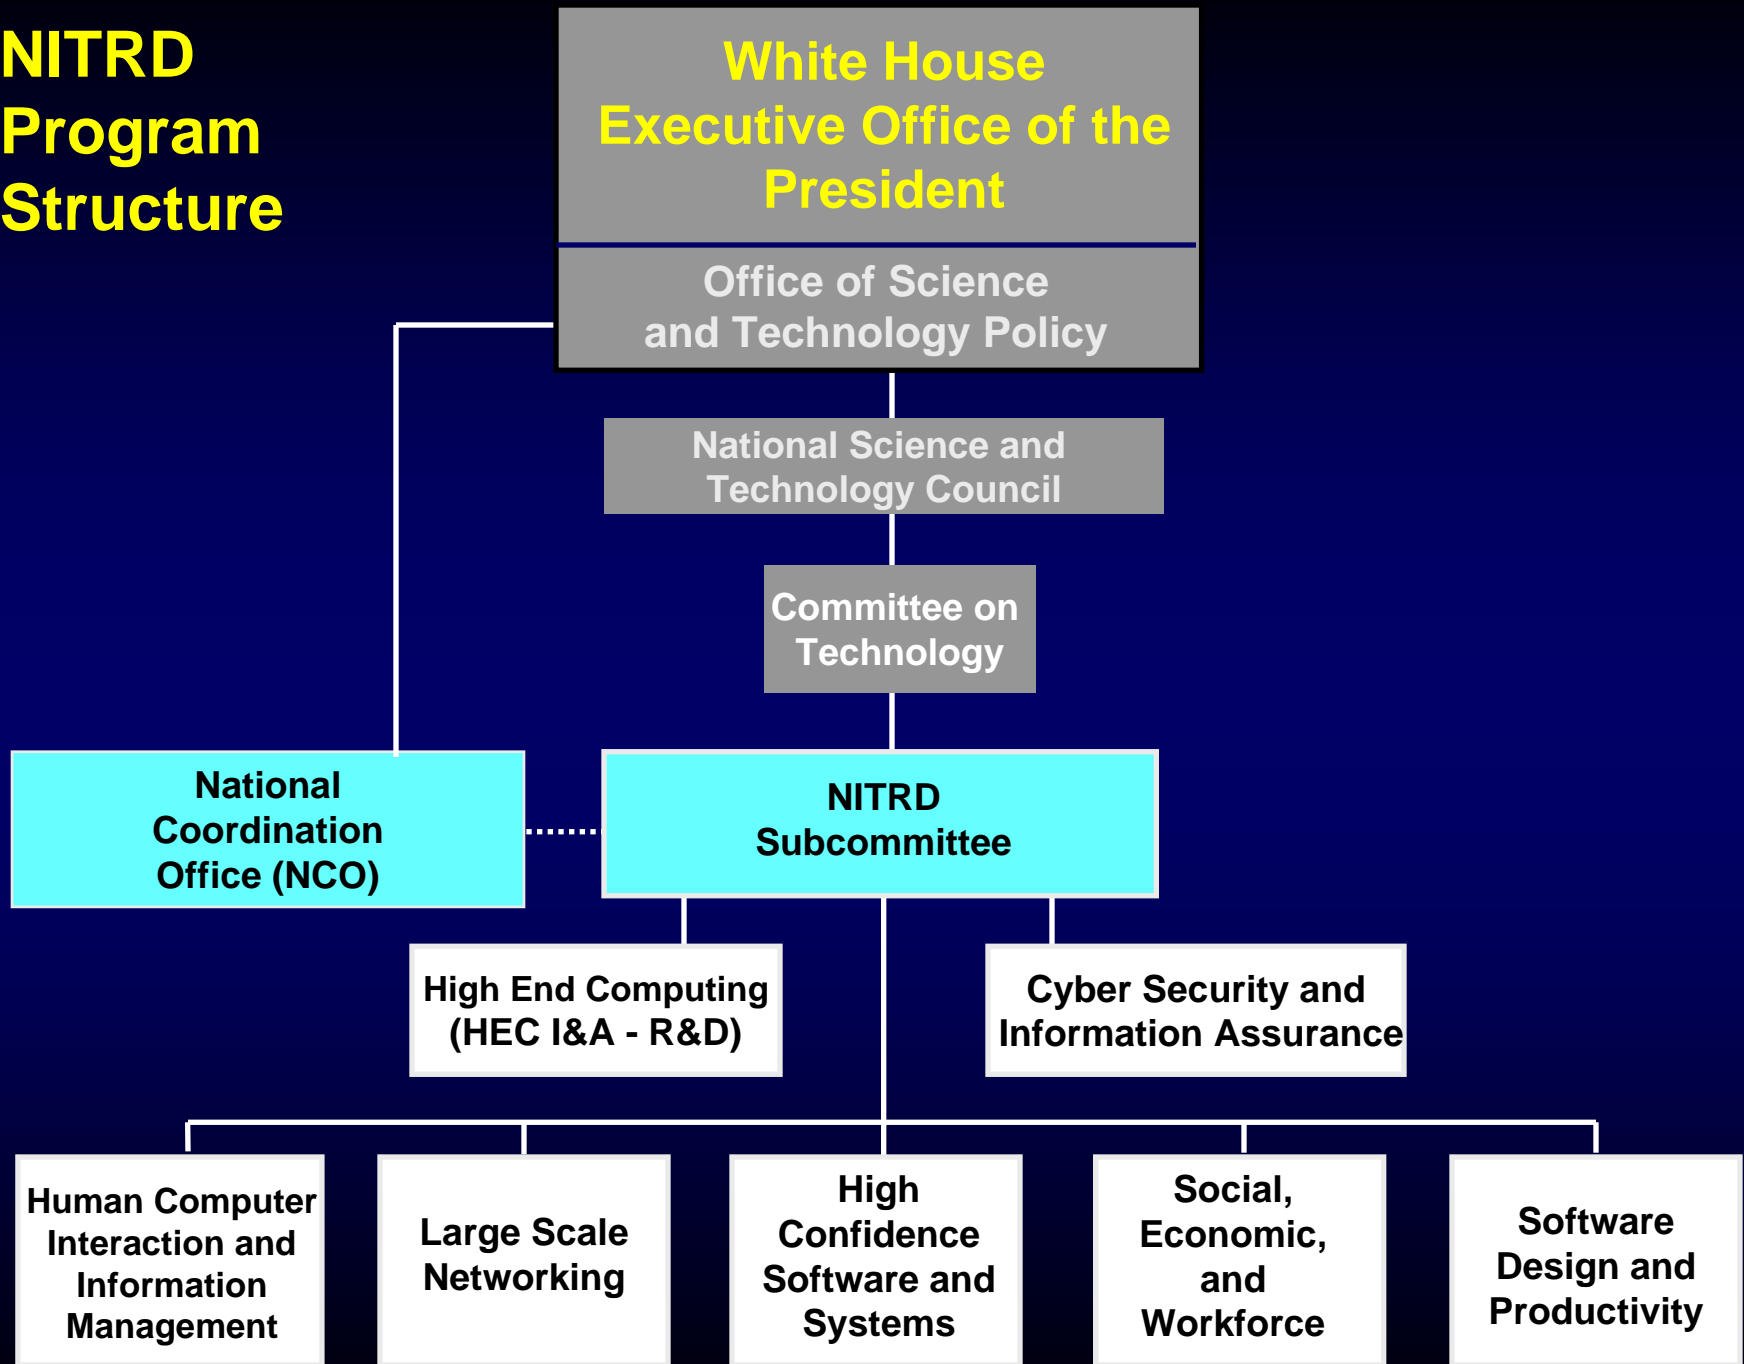 NITRD
Program
Structure
White House
Executive Office of the
President
Office of Science
and Technology Policy
National Science and
Technology Council
Committee on
Technology
National
Coordination
Office (NCO)
NITRD
Subcommittee
High End Computing
(HEC I&A - R&D)
Cyber Security and
Information Assurance
Human Computer
Interaction and
Information
Management
Large Scale
Networking
High
Confidence
Software and
Systems
Social,
Economic,
and
Workforce
Software
Design and
Productivity